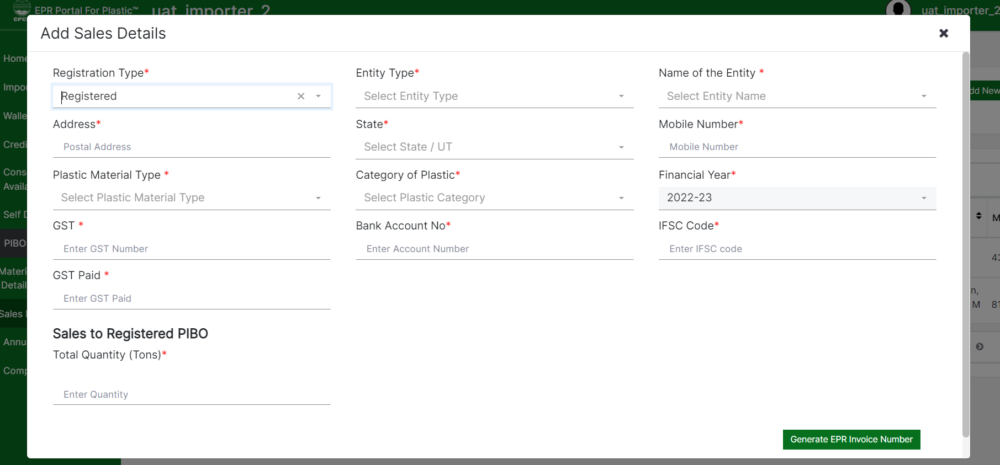 EPR Portal For Plastic™
uat_importer_2
uat_importer_2
CPC
Add Sales Details
Registration Type*
Entity Type*
Name of the Entity *
Registered
Select Entity Type
Select Entity Name
Address*
State*
Mobile Number*
Postal Address
Select State / UT
Mobile Number
Plastic Material Type *
Category of Plastic*
Financial Year*
Select Plastic Material Type
Select Plastic Category
2022-23
GST *
Bank Account No*
IFSC Code*
Enter GST Number
Enter Account Number
Enter IFSC code
GST Paid *
Enter GST Paid
Sales to Registered PIBO
Total Quantity (Tons)*
Enter Quantity
Generate EPR Invoice Number
Home
Impo
Walle
Credi
Cons
Availa
Self D
PIBO
Materi
Detail
Sales
Annu
Comp
dd New
M
43
n,
M
81